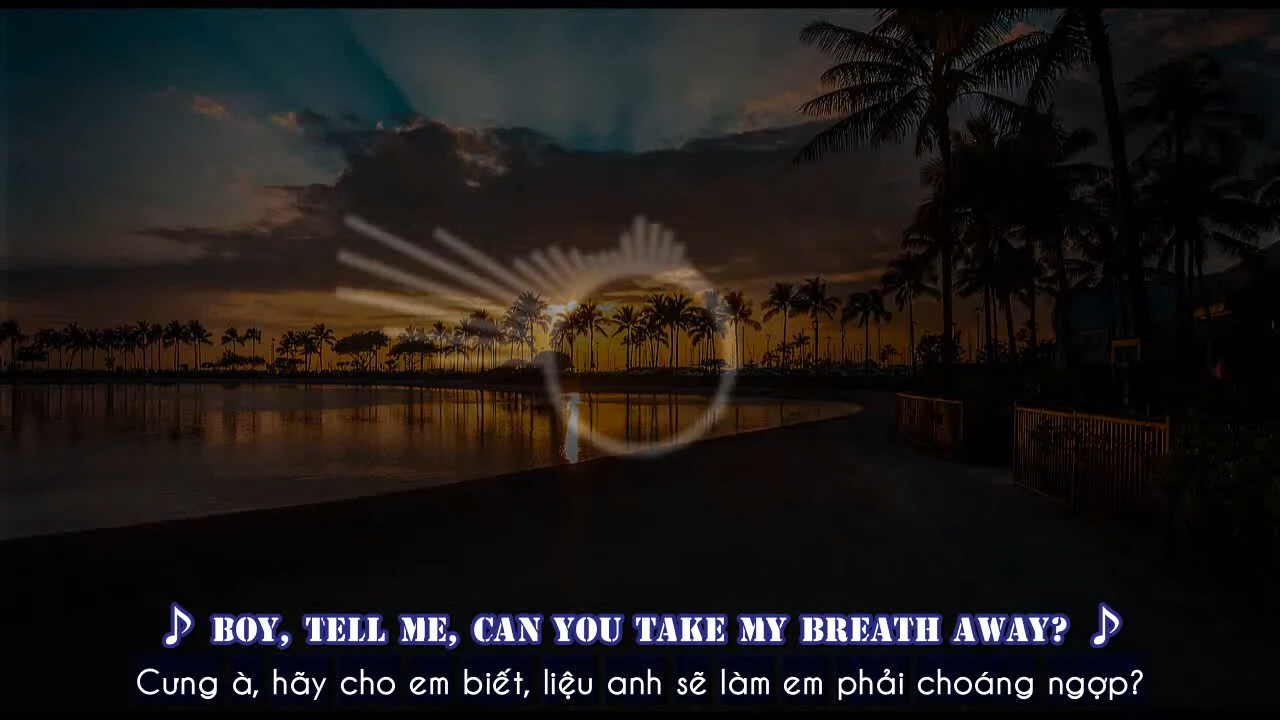 ♪ BOY, TELL ME, CAN YOU TAKE MY BREATH AWAY? ♪
Cưng à, hãy cho em biết, liệu anh sẽ làm em phải choáng ngợp?